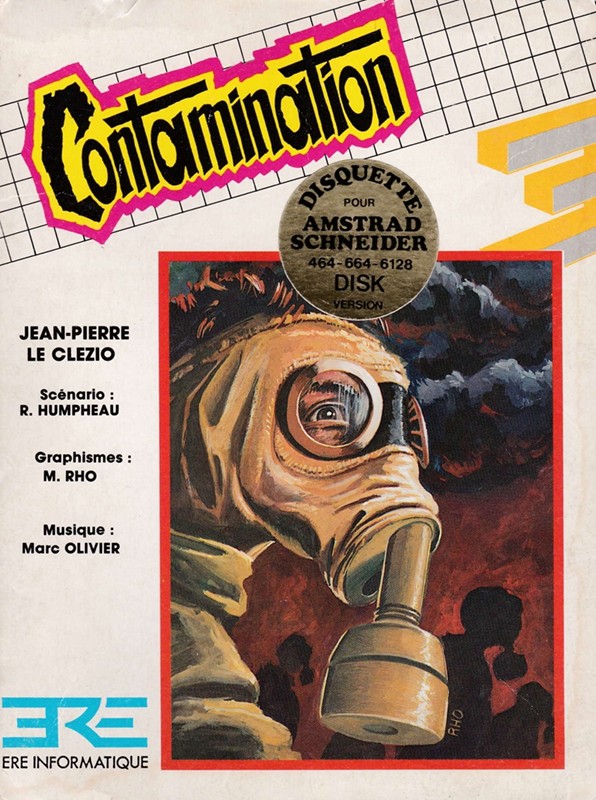 Contamination
DISQUETTE
POUR
AMSTRAD
SCHNEIDER
464-664-6128
DISK
VERSION
JEAN-PIERRE
LE CLEZIO
Scénario :
R. HUMPHEAU
Graphismes :
M. RHO
Musique :
Marc OLIVIER
RHO
ERE
ERE INFORMATIQUE